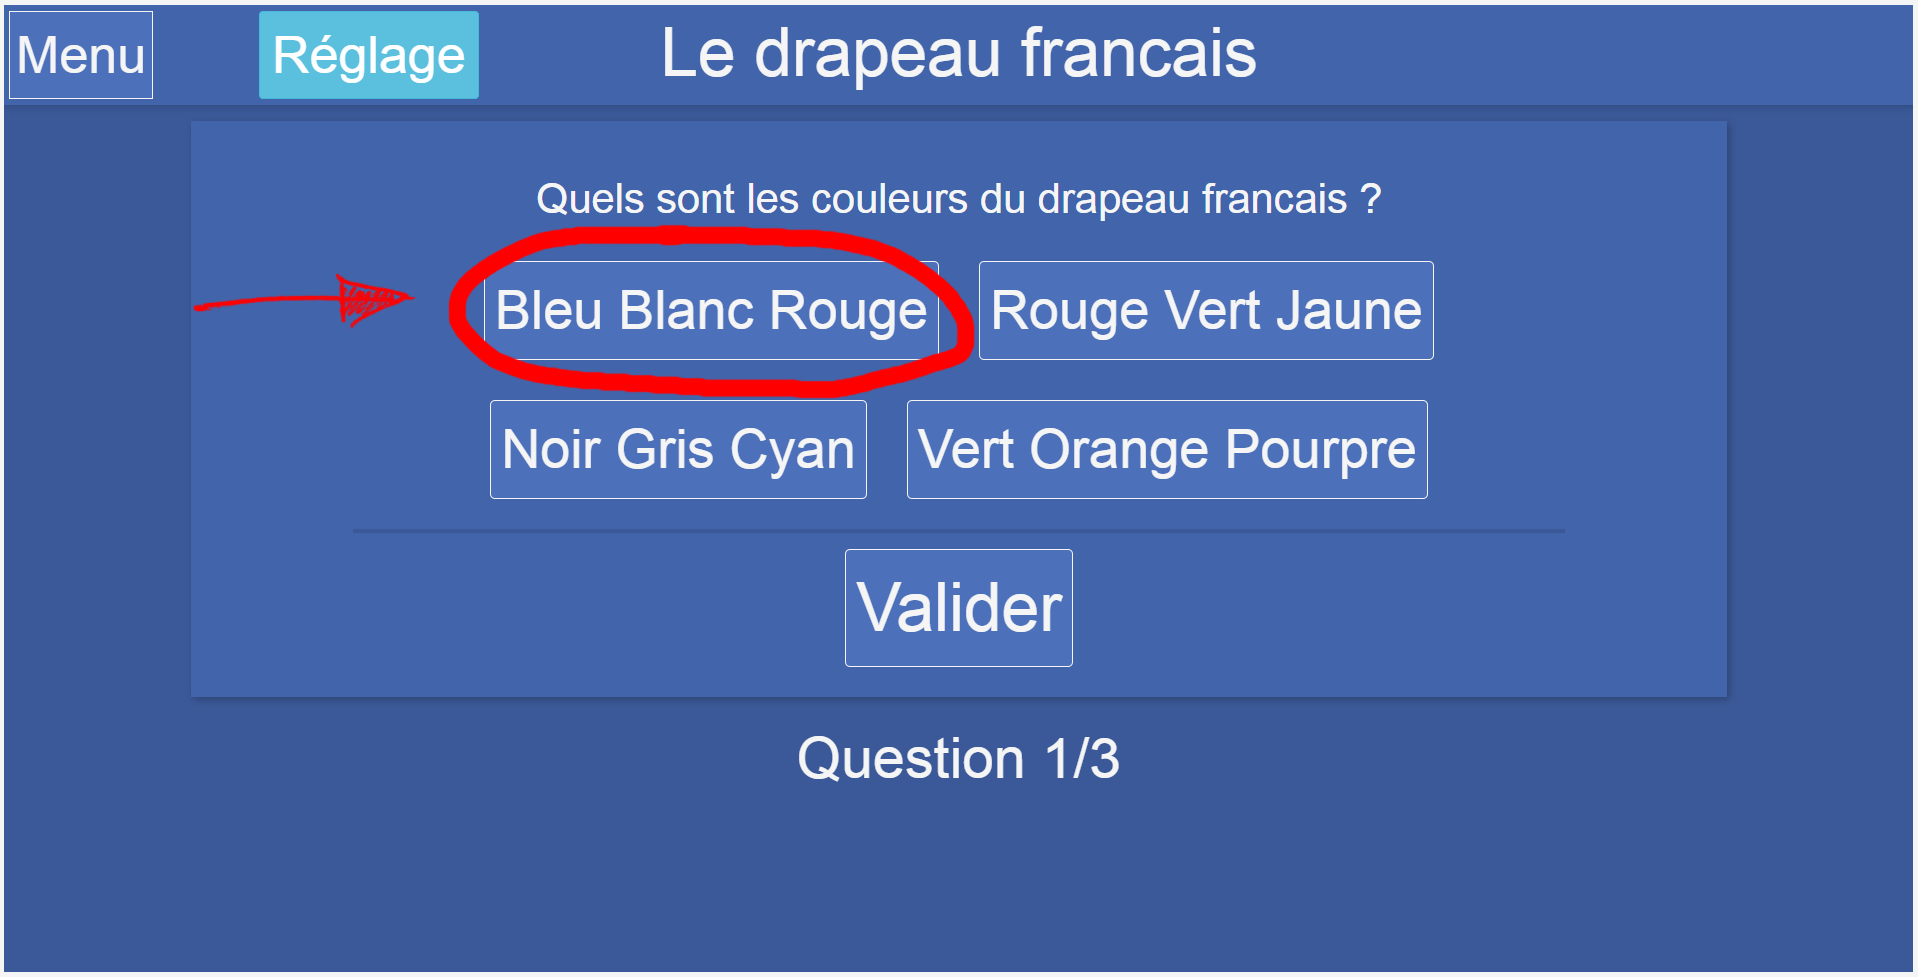 Menu Réglage Le drapeau francais
Quels sont les couleurs du drapeau francais ?
Bleu Blanc Rouge Rouge Vert Jaune
Noir Gris Cyan Vert Orange Pourpre
Valider
Question 1/3